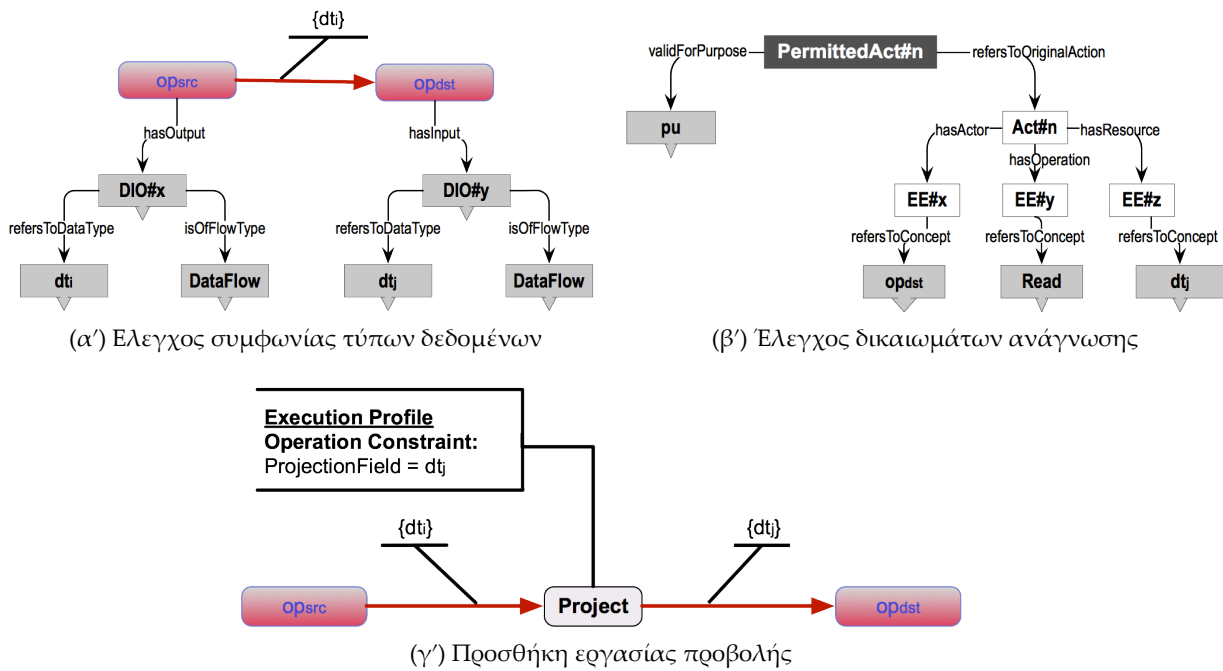 {dti}
opsrc
opdst
hasOutput
hasInput
DIO#x
DIO#y
refersToDataType
isOfFlowType
refersToDataType
isOfFlowType
dti
DataFlow
dtj
DataFlow
(α') Ελεγχος συμφωνίας τύπων δεδομένων
validForPurpose
PermittedAct#n
refersToOriginalAction
pu
hasActor
Act#n
hasResource
hasOperation
EE#x
EE#y
EE#z
refersToConcept
refersToConcept
refersToConcept
opdst
Read
dtj
(β') Έλεγχος δικαιωμάτων ανάγνωσης
Execution Profile
Operation Constraint:
ProjectionField = dtj
{dti}
{dtj}
opsrc
Project
opdst
(γ') Προσθήκη εργασίας προβολής